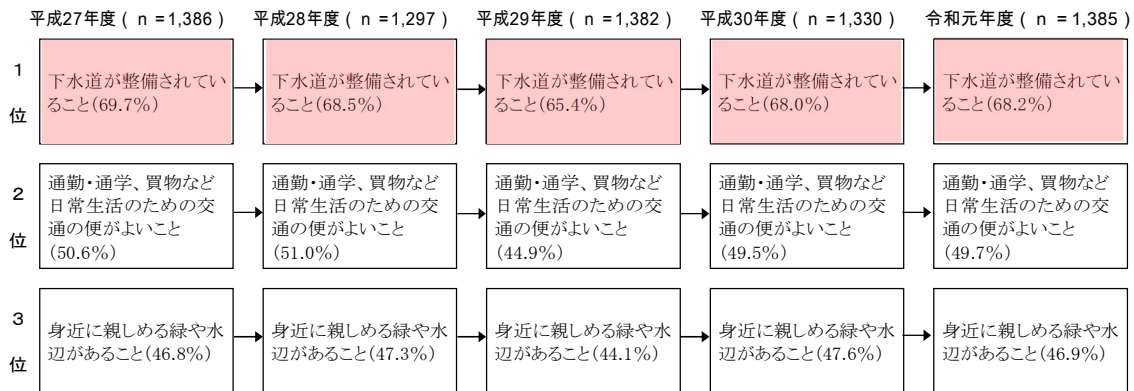 平成27年度(n=1,386) 平成28年度(n=1,297) 平成29年度(n=1,382) 平成30年度(n=1,330) 令和元年度(n=1,385)
1位
下水道が整備されてい
ること(69.7%)
下水道が整備されてい
ること(68.5%)
下水道が整備されてい
ること(65.4%)
下水道が整備されてい
ること(68.0%)
下水道が整備されてい
ること(68.2%)
2位
通勤・通学、買物など
日常生活のための交
通の便がよいこと
(50.6%)
通勤・通学、買物など
日常生活のための交
通の便がよいこと
(51.0%)
通勤・通学、買物など
日常生活のための交
通の便がよいこと
(44.9%)
通勤・通学、買物など
日常生活のための交
通の便がよいこと
(49.5%)
通勤・通学、買物など
日常生活のための交
通の便がよいこと
(49.7%)
3位
身近に親しめる緑や水
辺があること(46.8%)
身近に親しめる緑や水
辺があること(47.3%)
身近に親しめる緑や水
辺があること(44.1%)
身近に親しめる緑や水
辺があること(47.6%)
身近に親しめる緑や水
辺があること(46.9%)